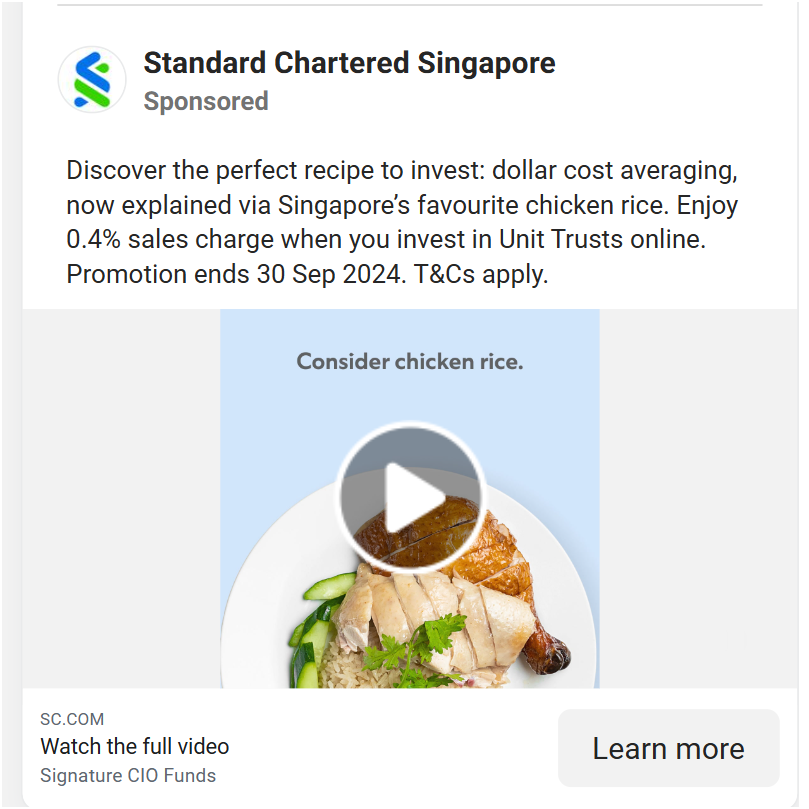 Standard Chartered Singapore
Sponsored
Discover the perfect recipe to invest: dollar cost averaging,
now explained via Singapore’s favourite chicken rice. Enjoy
0.4% sales charge when you invest in Unit Trusts online.
Promotion ends 30 Sep 2024. T&Cs apply.
Consider chicken rice.
SC.COM
Watch the full video
Signature CIO Funds
Learn more